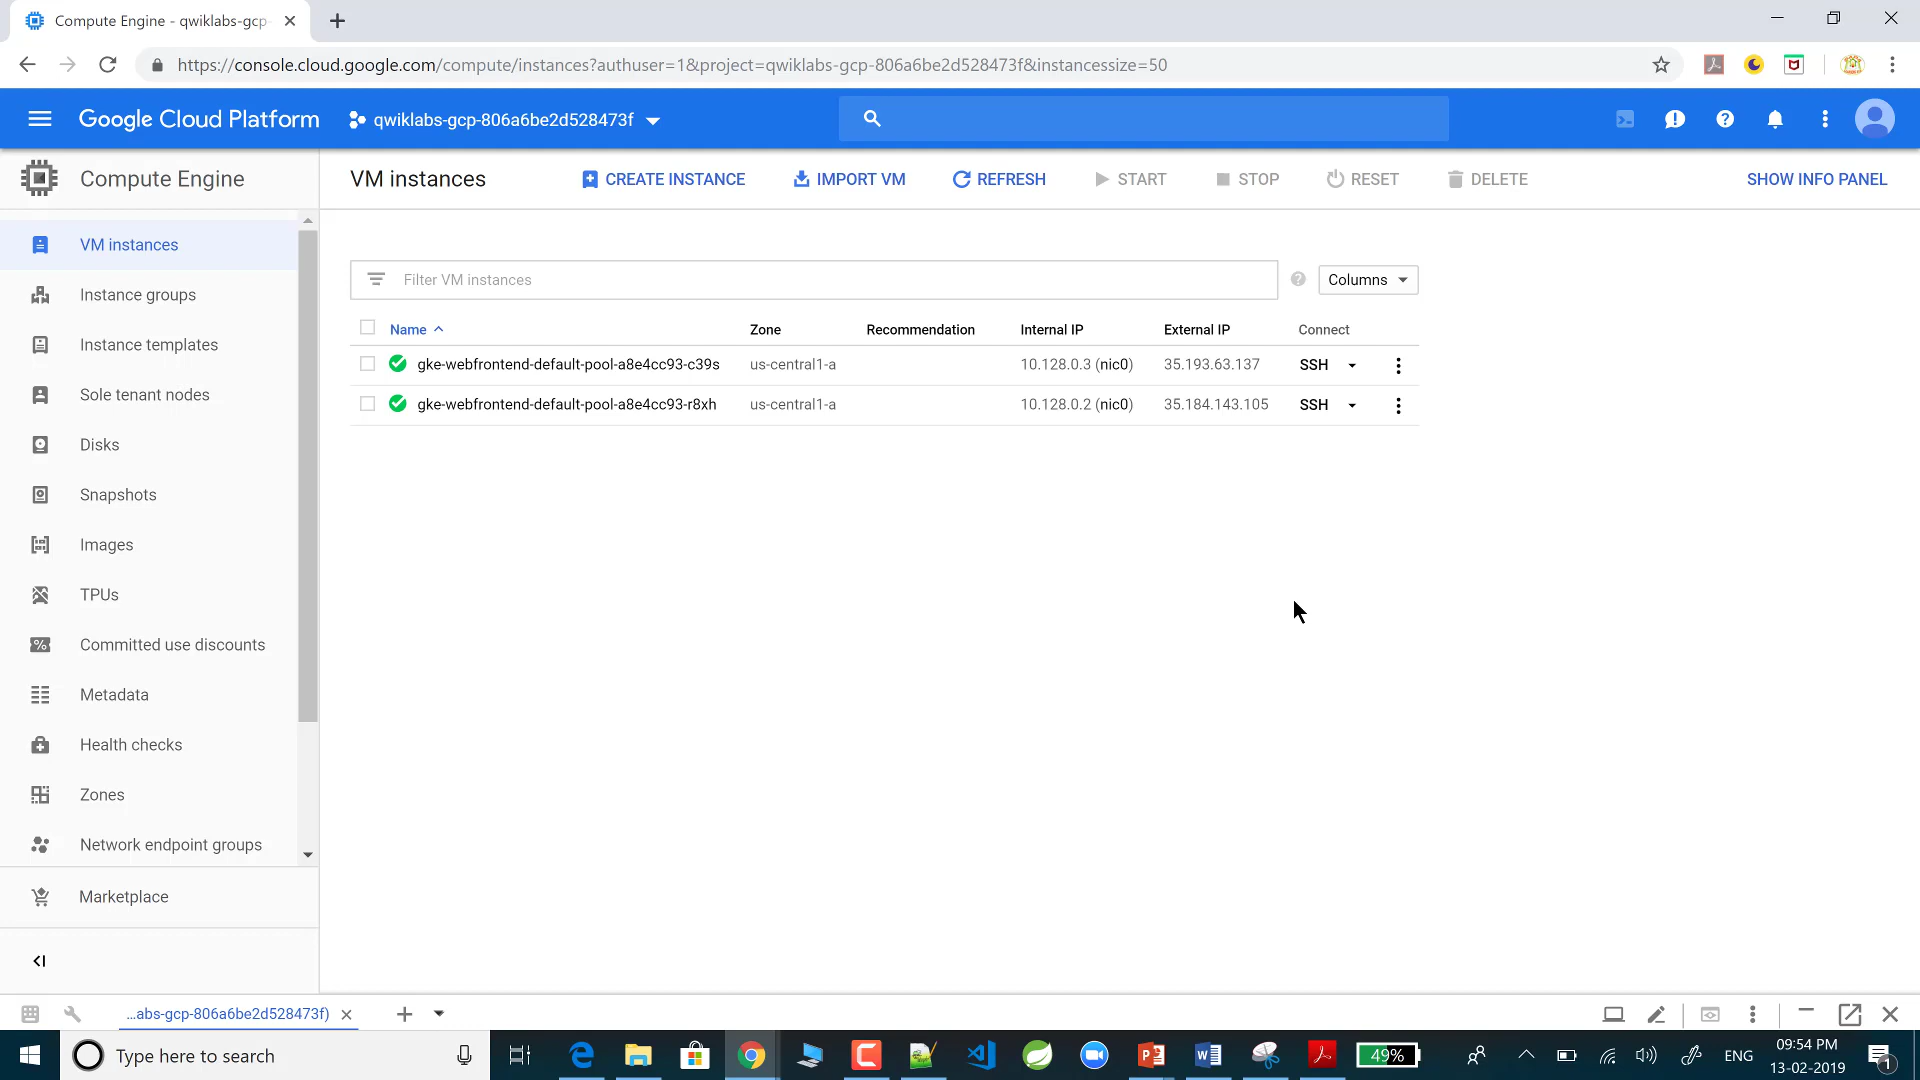 Compute Engine - qwiklabs-gcp-
https://console.cloud.google.com/compute/instances?authuser=1&project=qwiklabs-gcp-806a6be2d528473f&instancessize=50
Google Cloud Platform qwiklabs-gcp-806a6be2d528473f
Compute Engine
VM instances CREATE INSTANCE IMPORT VM REFRESH START STOP RESET DELETE SHOW INFO PANEL
VM instances
Instance groups
Instance templates
Sole tenant nodes
Disks
Snapshots
Images
TPUs
Committed use discounts
Metadata
Health checks
Zones
Network endpoint groups
Marketplace
Filter VM instances
Columns
Name Zone Recommendation Internal IP External IP Connect
gke-webfrontend-default-pool-a8e4cc93-c39s us-central1-a 10.128.0.3 (nic0) 35.193.63.137 SSH
gke-webfrontend-default-pool-a8e4cc93-r8xh us-central1-a 10.128.0.2 (nic0) 35.184.143.105 SSH
...abs-gcp-806a6be2d528473f)
Type here to search
49%
ENG
09:54 PM
13-02-2019
1